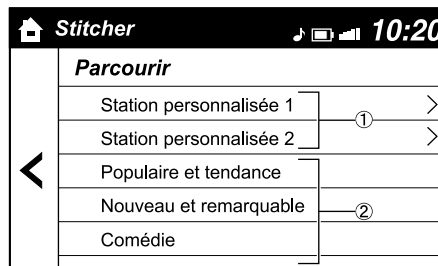 Stitcher 10:20
Parcourir
Station personnalisée 1
①
Station personnalisée 2
Populaire et tendance
Nouveau et remarquable
②
Comédie